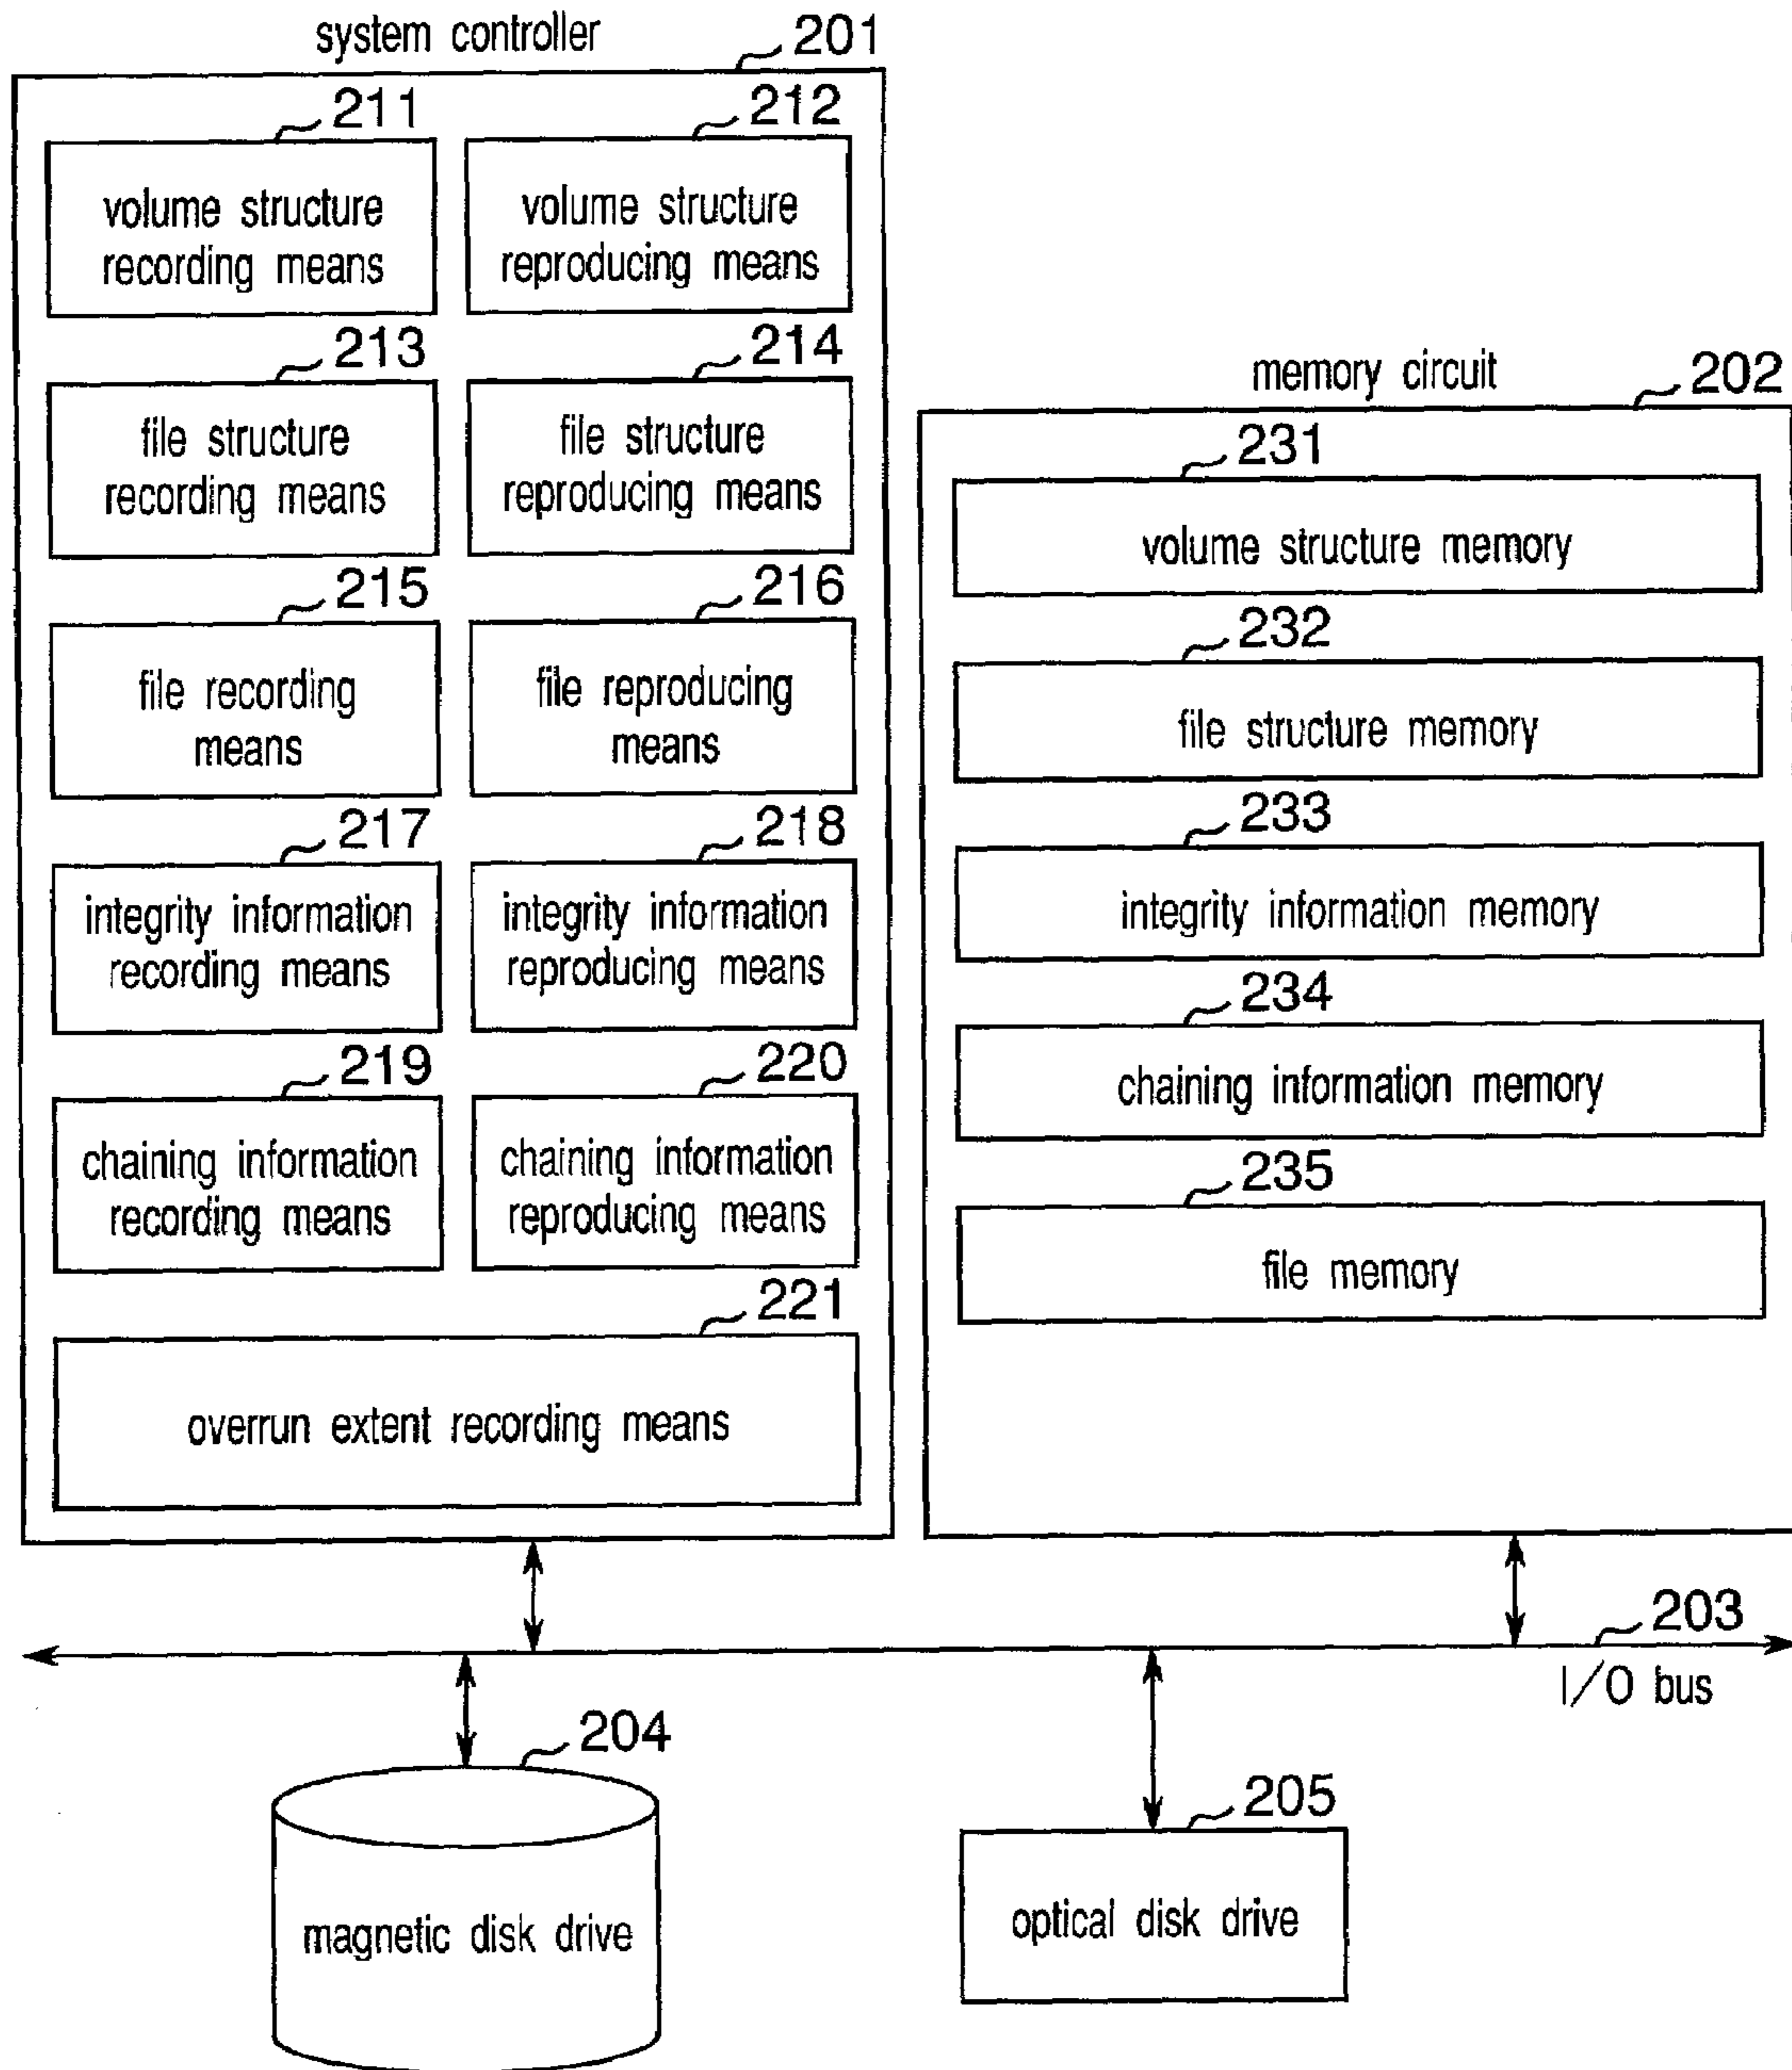 system controller
201
211
212
volume structure
recording means
volume structure
reproducing means
213
214
file structure
recording means
file structure
reproducing means
215
216
file recording
means
file reproducing
means
217
218
integrity information
recording means
integrity information
reproducing means
219
220
chaining information
recording means
chaining information
reproducing means
221
overrun extent recording means
memory circuit
202
231
volume structure memory
232
file structure memory
233
integrity information memory
234
chaining information memory
235
file memory
203
I/O bus
204
magnetic disk drive
205
optical disk drive